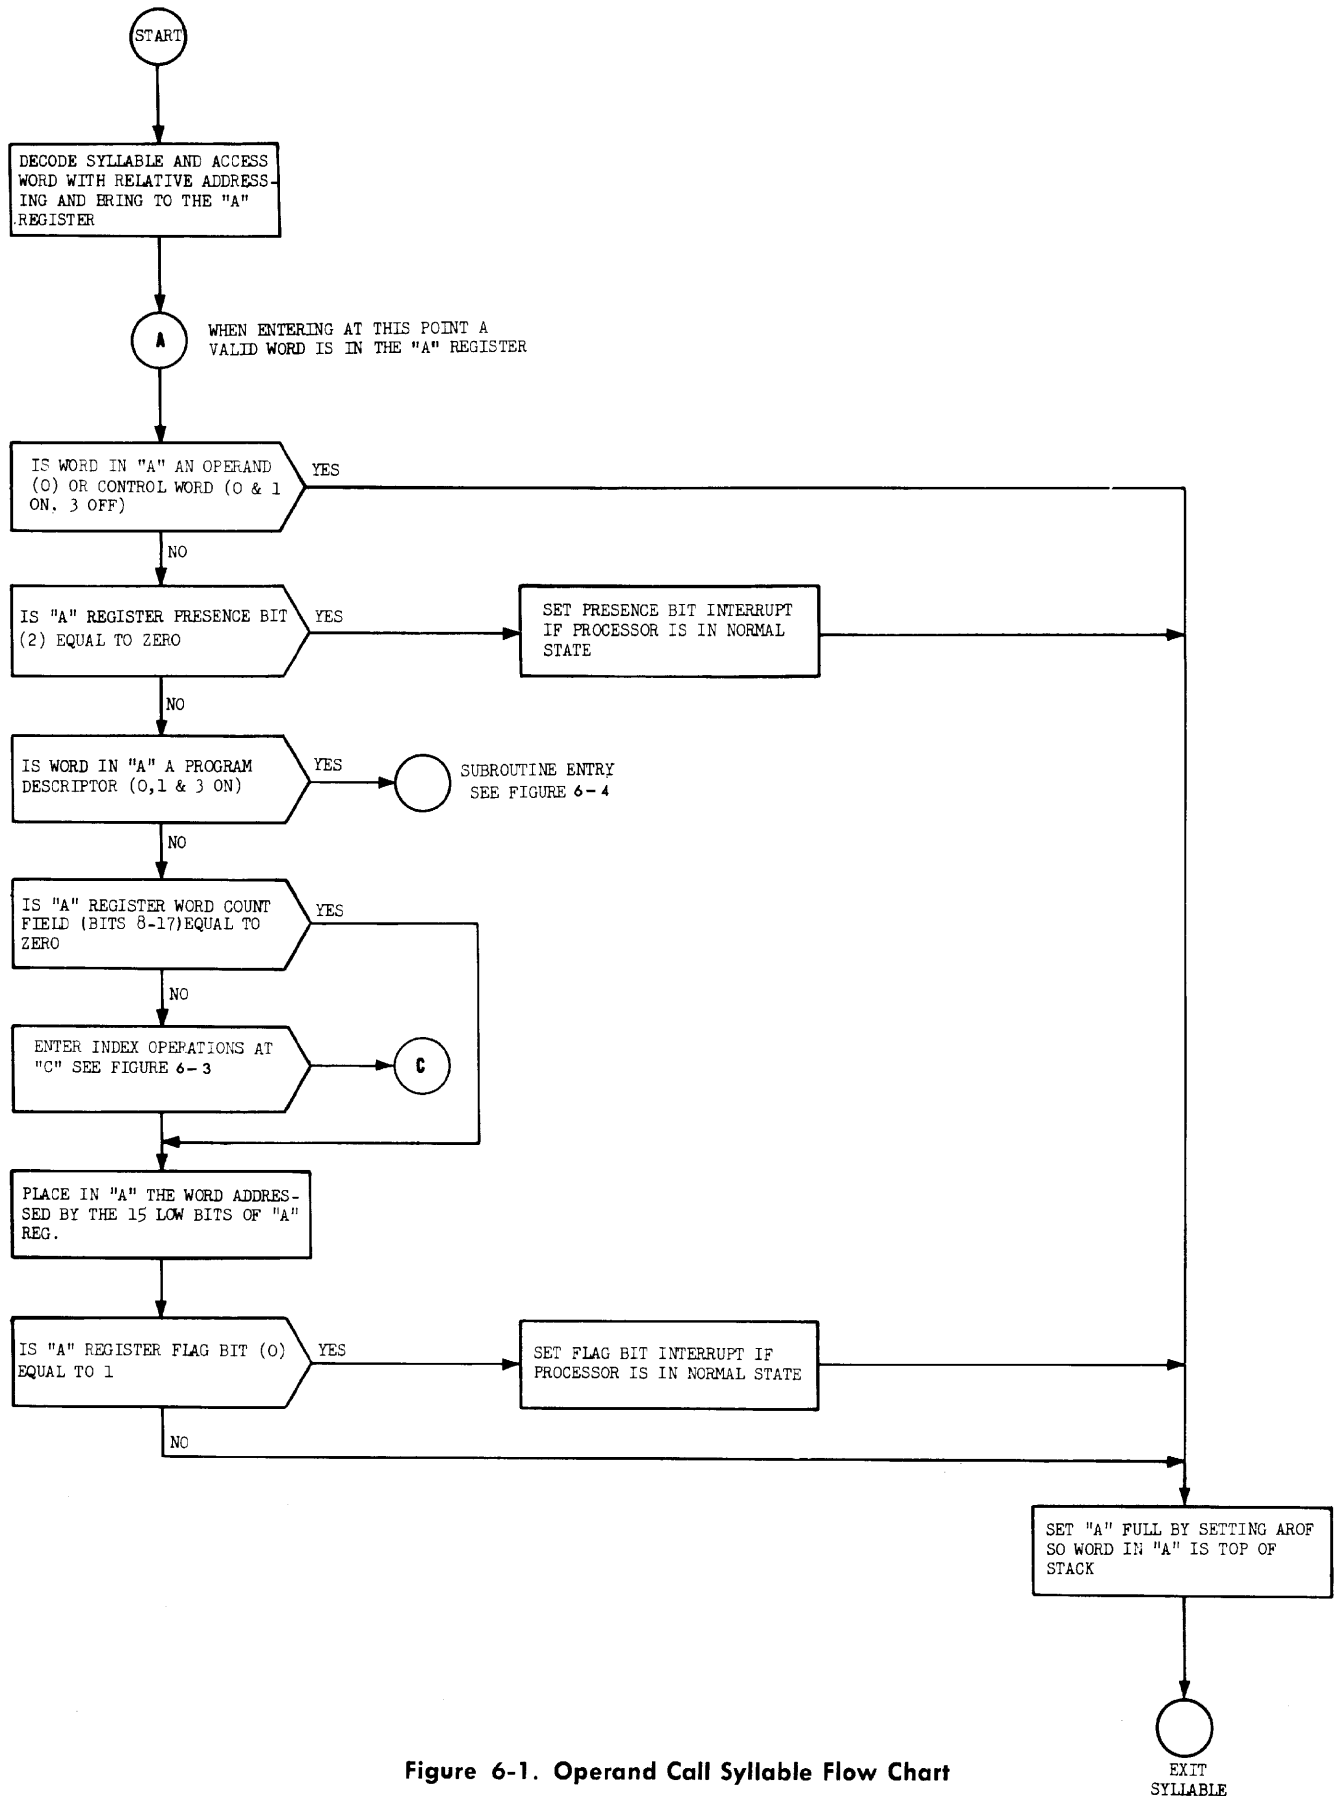 START
DECODE SYLLABLE AND ACCESS
WORD WITH RELATIVE ADDRESS-
ING AND BRING TO THE "A"
REGISTER
A
WHEN ENTERING AT THIS POINT A
VALID WORD IS IN THE "A" REGISTER
IS WORD IN "A" AN OPERAND
(0) OR CONTROL WORD (0 & 1
ON. 3 OFF)
YES
NO
IS "A" REGISTER PRESENCE BIT
(2) EQUAL TO ZERO
YES
SET PRESENCE BIT INTERRUPT
IF PROCESSOR IS IN NORMAL
STATE
NO
IS WORD IN "A" A PROGRAM
DESCRIPTOR (0,1 & 3 ON)
YES
SUBROUTINE ENTRY
SEE FIGURE 6-4
NO
IS "A" REGISTER WORD COUNT
FIELD (BITS 8-17)EQUAL TO
ZERO
YES
NO
ENTER INDEX OPERATIONS AT
"C" SEE FIGURE 6-3
C
PLACE IN "A" THE WORD ADDRES-
SED BY THE 15 LOW BITS OF "A"
REG.
IS "A" REGISTER FLAG BIT (0)
EQUAL TO 1
YES
SET FLAG BIT INTERRUPT IF
PROCESSOR IS IN NORMAL STATE
NO
SET "A" FULL BY SETTING AROF
SO WORD IN "A" IS TOP OF
STACK
EXIT
SYLLABLE
Figure 6-1. Operand Call Syllable Flow Chart